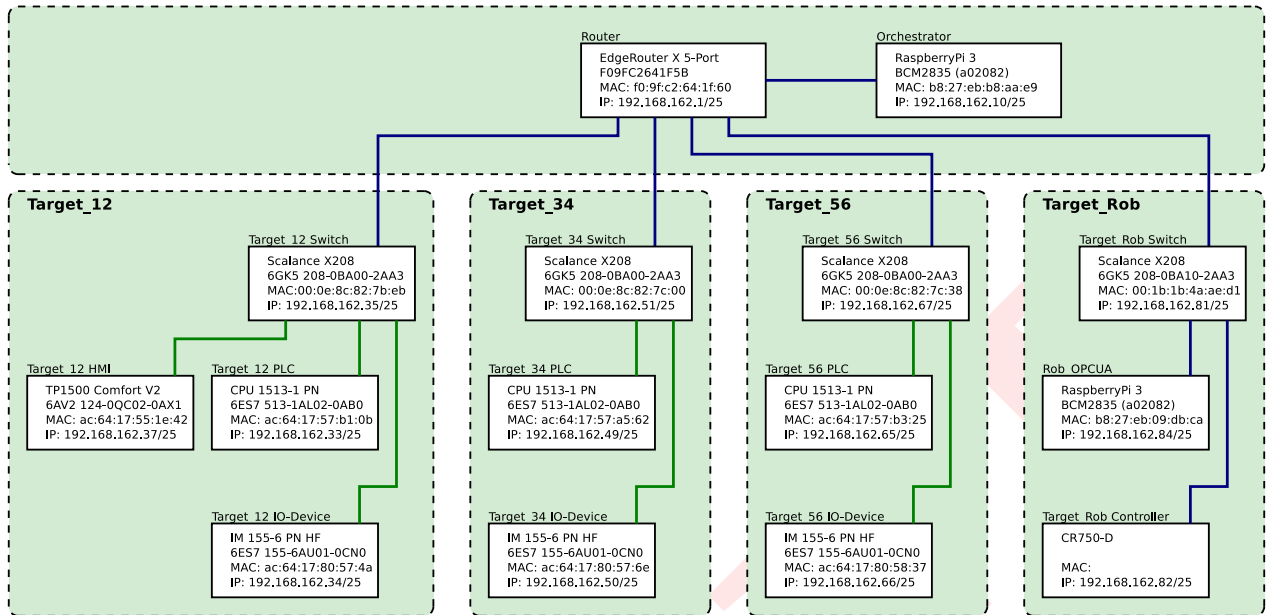 Router
EdgeRouter X 5-Port
F09FC2641F5B
MAC: f0:9f:c2:64:1f:60
IP: 192.168.162.1/25
Orchestrator
RaspberryPi 3
BCM2835 (a02082)
MAC: b8:27:eb:b8:aa:e9
IP: 192.168.162.10/25
Target_12
Target_12 Switch
Scalance X208
6GK5 208-0BA00-2AA3
MAC:00:0e:8c:82:7b:eb
IP: 192.168.162.35/25
Target_12 HMI
TP1500 Comfort V2
6AV2 124-0QC02-0AX1
MAC: ac:64:17:55:1e:42
IP: 192.168.162.37/25
Target_12 PLC
CPU 1513-1 PN
6ES7 513-1AL02-0AB0
MAC: ac:64:17:57:b1:0b
IP: 192.168.162.33/25
Target_12 IO-Device
IM 155-6 PN HF
6ES7 155-6AU01-0CN0
MAC: ac:64:17:80:57:4a
IP: 192.168.162.34/25
Target_34
Target_34 Switch
Scalance X208
6GK5 208-0BA00-2AA3
MAC: 00:0e:8c:82:7c:00
IP: 192.168.162.51/25
Target_34 PLC
CPU 1513-1 PN
6ES7 513-1AL02-0AB0
MAC: ac:64:17:57:a5:62
IP: 192.168.162.49/25
Target_34 IO-Device
IM 155-6 PN HF
6ES7 155-6AU01-0CN0
MAC: ac:64:17:80:57:6e
IP: 192.168.162.50/25
Target_56
Target_56 Switch
Scalance X208
6GK5 208-0BA00-2AA3
MAC: 00:0e:8c:82:7c:38
IP: 192.168.162.67/25
Target_56 PLC
CPU 1513-1 PN
6ES7 513-1AL02-0AB0
MAC: ac:64:17:57:b3:25
IP: 192.168.162.65/25
Target_56 IO-Device
IM 155-6 PN HF
6ES7 155-6AU01-0CN0
MAC: ac:64:17:80:58:37
IP: 192.168.162.66/25
Target_Rob
Target_Rob Switch
Scalance X208
6GK5 208-0BA10-2AA3
MAC: 00:1b:1b:4a:ae:d1
IP: 192.168.162.81/25
Rob_OPCUA
RaspberryPi 3
BCM2835 (a02082)
MAC: b8:27:eb:09:db:ca
IP: 192.168.162.84/25
Target_Rob Controller
CR750-D
MAC:
IP: 192.168.162.82/25